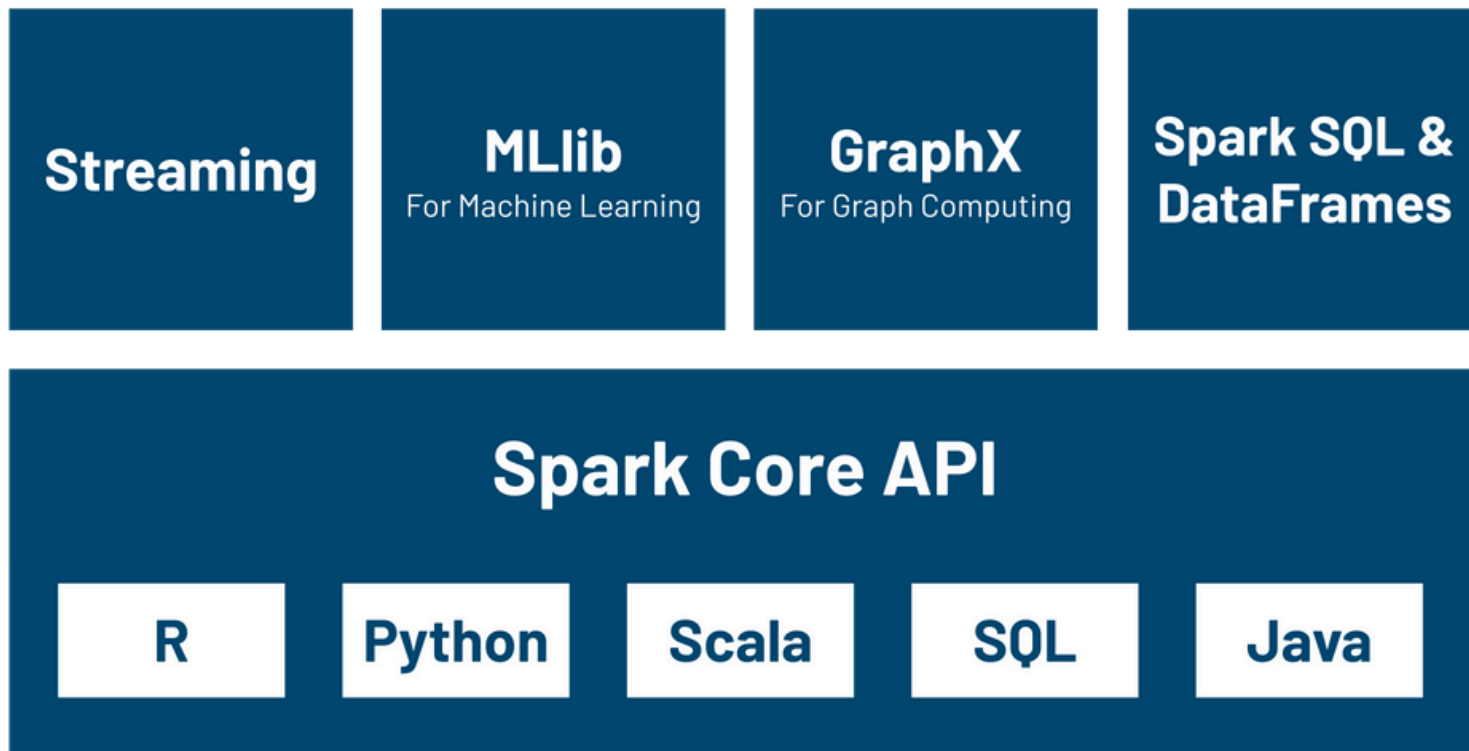 Streaming
MLlib
For Machine Learning
GraphX
For Graph Computing
Spark SQL &
DataFrames
Spark Core API
R
Python
Scala
SQL
Java